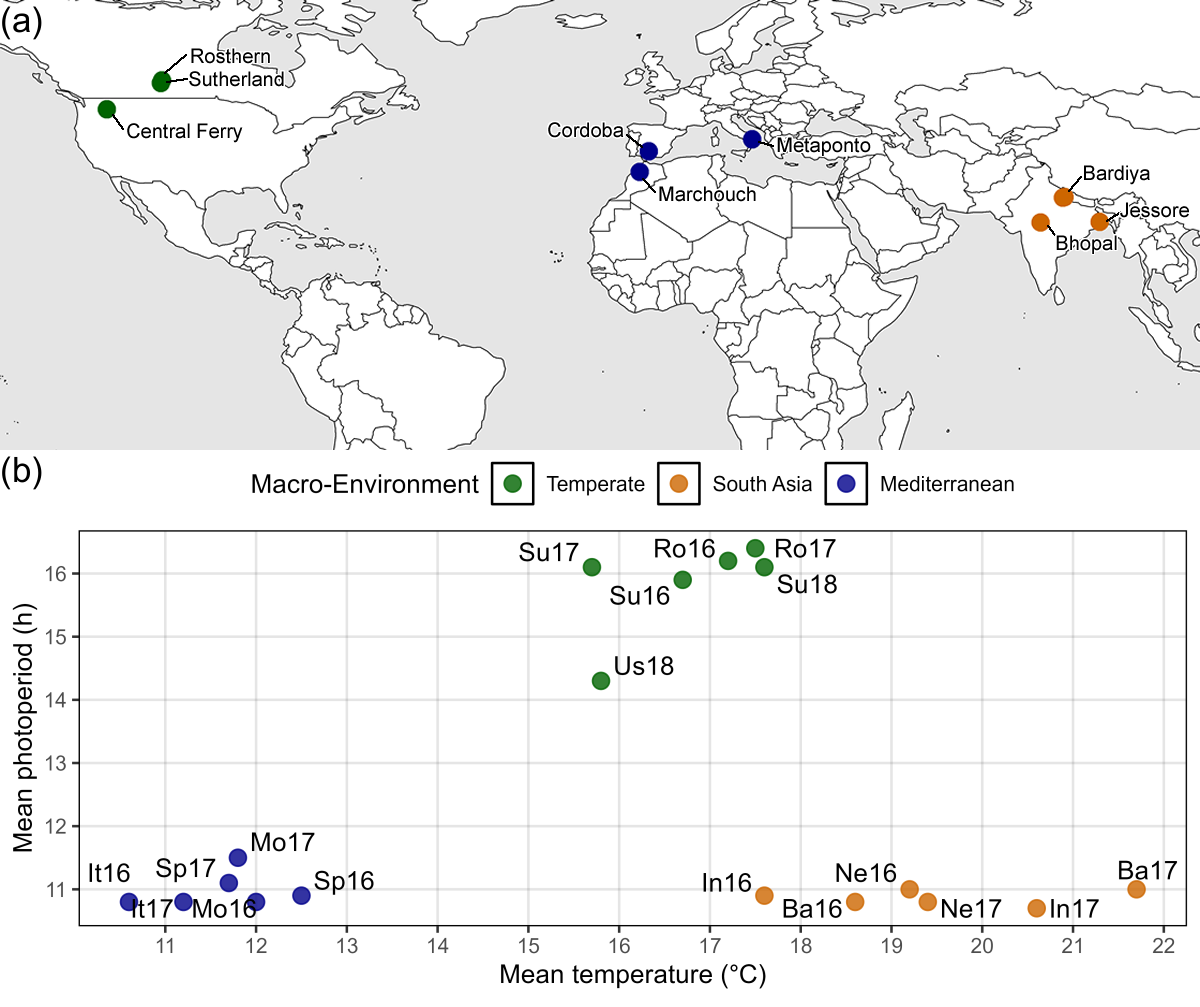 (a)
Rosthern
Sutherland
Central Ferry
Cordoba
Metaponto
Marchouch
Bardiya
Jessore
Bhopal
(b)
Macro-Environment Temperate South Asia Mediterranean
Su17 Ro16 Ro17
Su16 Su18
Us18
Mo17
It16 Sp17 Sp16
It17 Mo16
In16 Ne16 Ba17
Ba16 Ne17 In17
16
15
14
13
12
11
Mean photoperiod (h)
11 12 13 14 15 16 17 18 19 20 21 22
Mean temperature (°C)